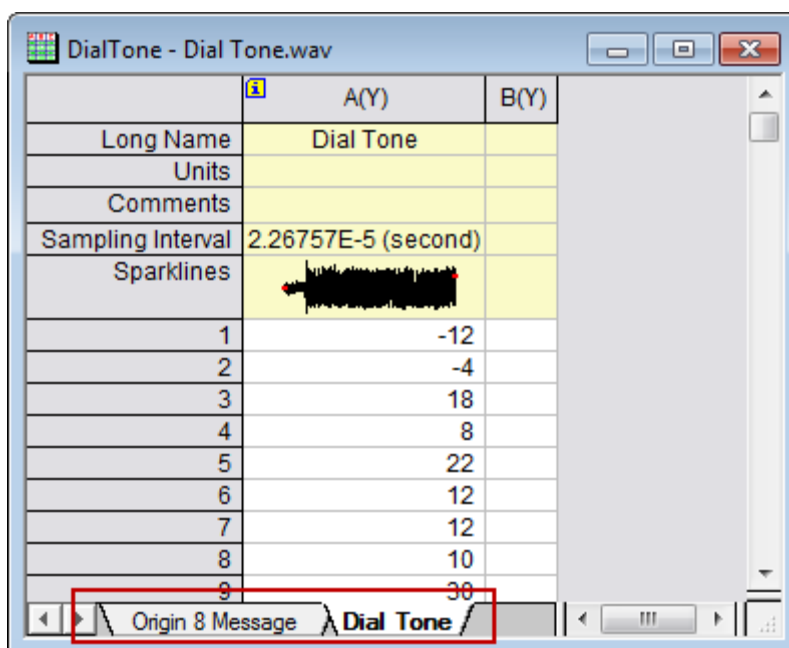 DialTone - Dial Tone.wav
A(Y) B(Y)
Long Name Dial Tone
Units
Comments
Sampling Interval 2.26757E-5 (second)
Sparklines
1 -12
2 -4
3 18
4 8
5 22
6 12
7 12
8 10
9 30
Origin 8 Message Dial Tone